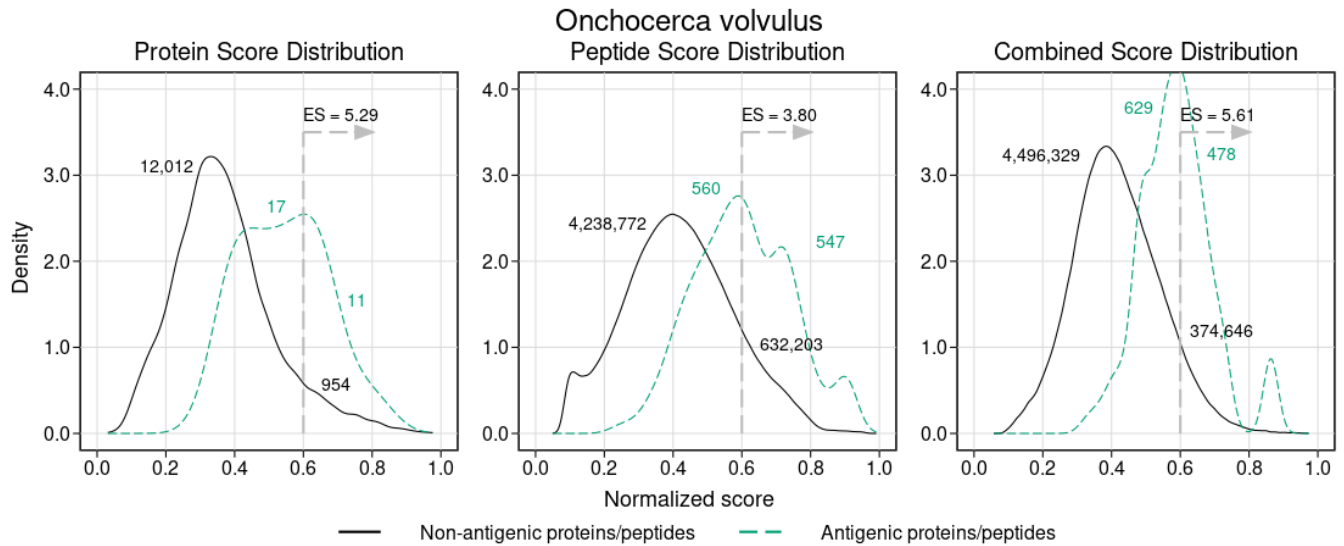 Onchocerca volvulus
Protein Score Distribution
Peptide Score Distribution
Combined Score Distribution
Density
4.0
3.0
2.0
1.0
0.0
ES = 5.29
12,012
17
11
954
0.0 0.2 0.4 0.6 0.8 1.0
4.0
3.0
2.0
1.0
0.0
ES = 3.80
560
4,238,772
547
632,203
0.0 0.2 0.4 0.6 0.8 1.0
4.0
3.0
2.0
1.0
0.0
629
ES = 5.61
4,496,329
478
374,646
0.0 0.2 0.4 0.6 0.8 1.0
Normalized score
Non-antigenic proteins/peptides
Antigenic proteins/peptides